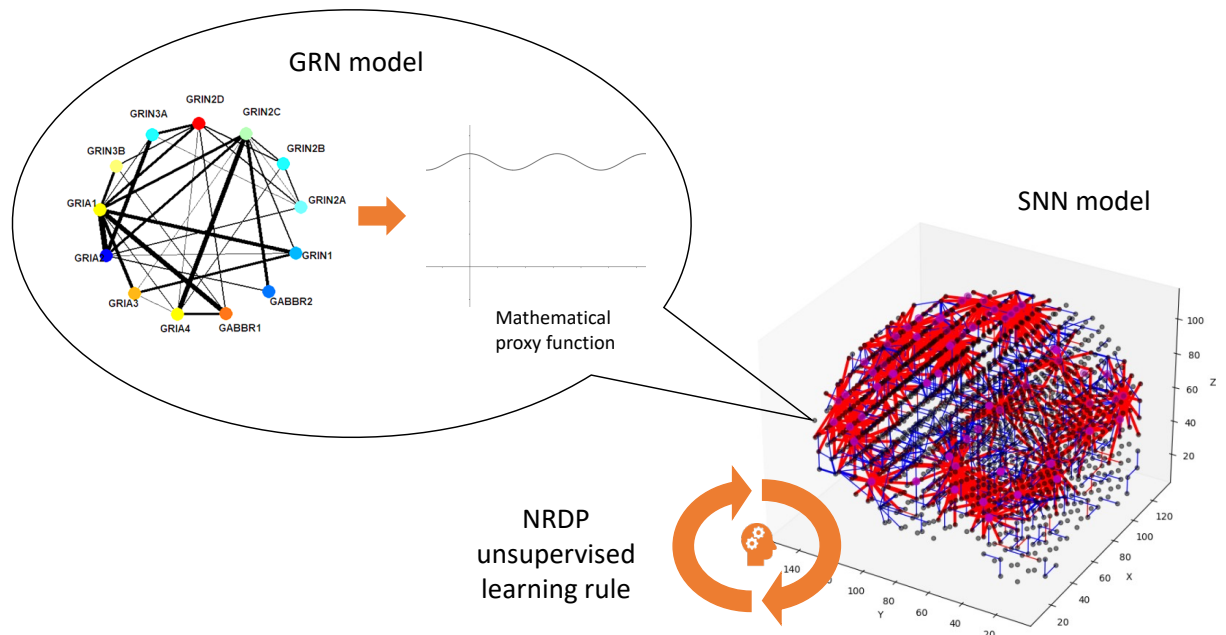 GRN model
GRIN2D
GRIN2C
GRIN3A
GRIN3B
GRIN2B
GRIN2A
GRIA1
GRIA2
GRIN1
GRIA3
GABBR2
GRIA4
GABBR1
Mathematical
proxy function
SNN model
NRDP
unsupervised
learning rule
100
80
60
40
20
Z
120
100
80
60
40
20
X
140
100
80
60
40
20
Y